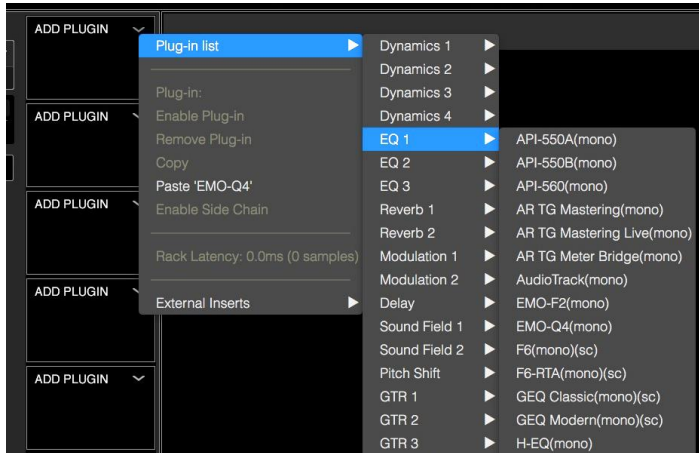 ADD PLUGIN
ADD PLUGIN
ADD PLUGIN
ADD PLUGIN
ADD PLUGIN
Plug-in list
Plug-in:
Enable Plug-in
Remove Plug-in
Copy
Paste 'EMO-Q4'
Enable Side Chain
Rack Latency: 0.0ms (0 samples)
External Inserts
Dynamics 1
Dynamics 2
Dynamics 3
Dynamics 4
EQ 1
EQ 2
EQ 3
Reverb 1
Reverb 2
Modulation 1
Modulation 2
Delay
Sound Field 1
Sound Field 2
Pitch Shift
GTR 1
GTR 2
GTR 3
API-550A(mono)
API-550B(mono)
API-560(mono)
AR TG Mastering(mono)
AR TG Mastering Live(mono)
AR TG Meter Bridge(mono)
AudioTrack(mono)
EMO-F2(mono)
EMO-Q4(mono)
F6(mono)(sc)
F6-RTA(mono)(sc)
GEQ Classic(mono)(sc)
GEQ Modern(mono)(sc)
H-EQ(mono)